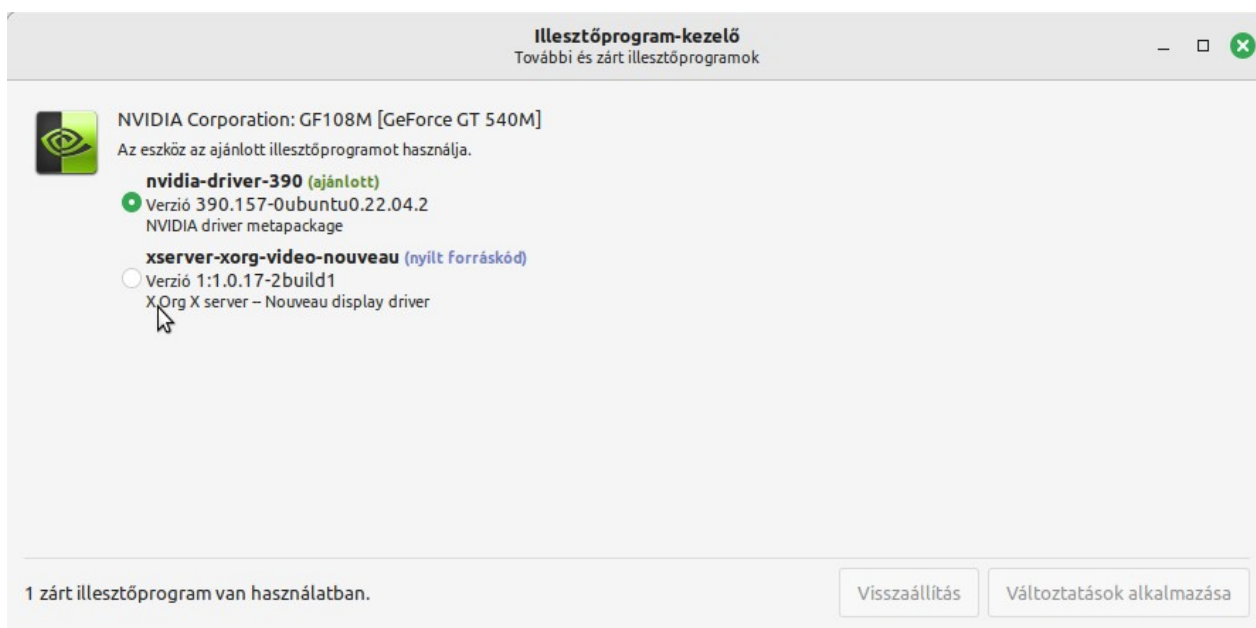 Illesztőprogram-kezelő
További és zárt illesztőprogramok
NVIDIA Corporation: GF108M [GeForce GT 540M]
Az eszköz az ajánlott illesztőprogramot használja.
nvidia-driver-390 (ajánlott)
Verzió 390.157-0ubuntu0.22.04.2
NVIDIA driver metapackage
xserver-xorg-video-nouveau (nyílt forráskód)
Verzió 1:1.0.17-2build1
X.Org X server – Nouveau display driver
1 zárt illesztőprogram van használatban.
Visszaállítás
Változtatások alkalmazása